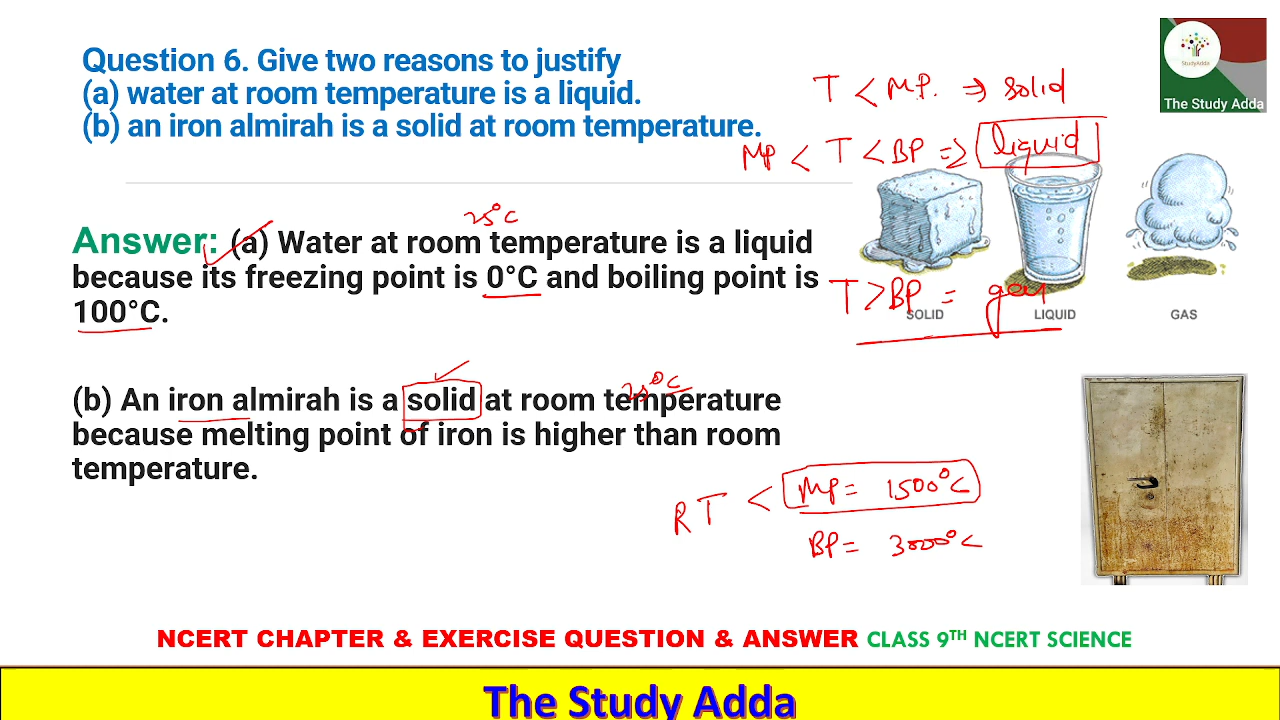 Question 6. Give two reasons to justify
(a) water at room temperature is a liquid.
(b) an iron almirah is a solid at room temperature.
StudyAdda
The Study Adda
T < M.P. ⇒ solid
MP < T < BP ⇒ liquid
25°C
Answer: (a) Water at room temperature is a liquid
because its freezing point is 0°C and boiling point is
100°C.
T > BP = gas
SOLID
LIQUID
GAS
25°C
(b) An iron almirah is a solid at room temperature
because melting point of iron is higher than room
temperature.
RT < MP = 1500°C
BP = 3000°C
NCERT CHAPTER & EXERCISE QUESTION & ANSWER CLASS 9TH NCERT SCIENCE
The Study Adda